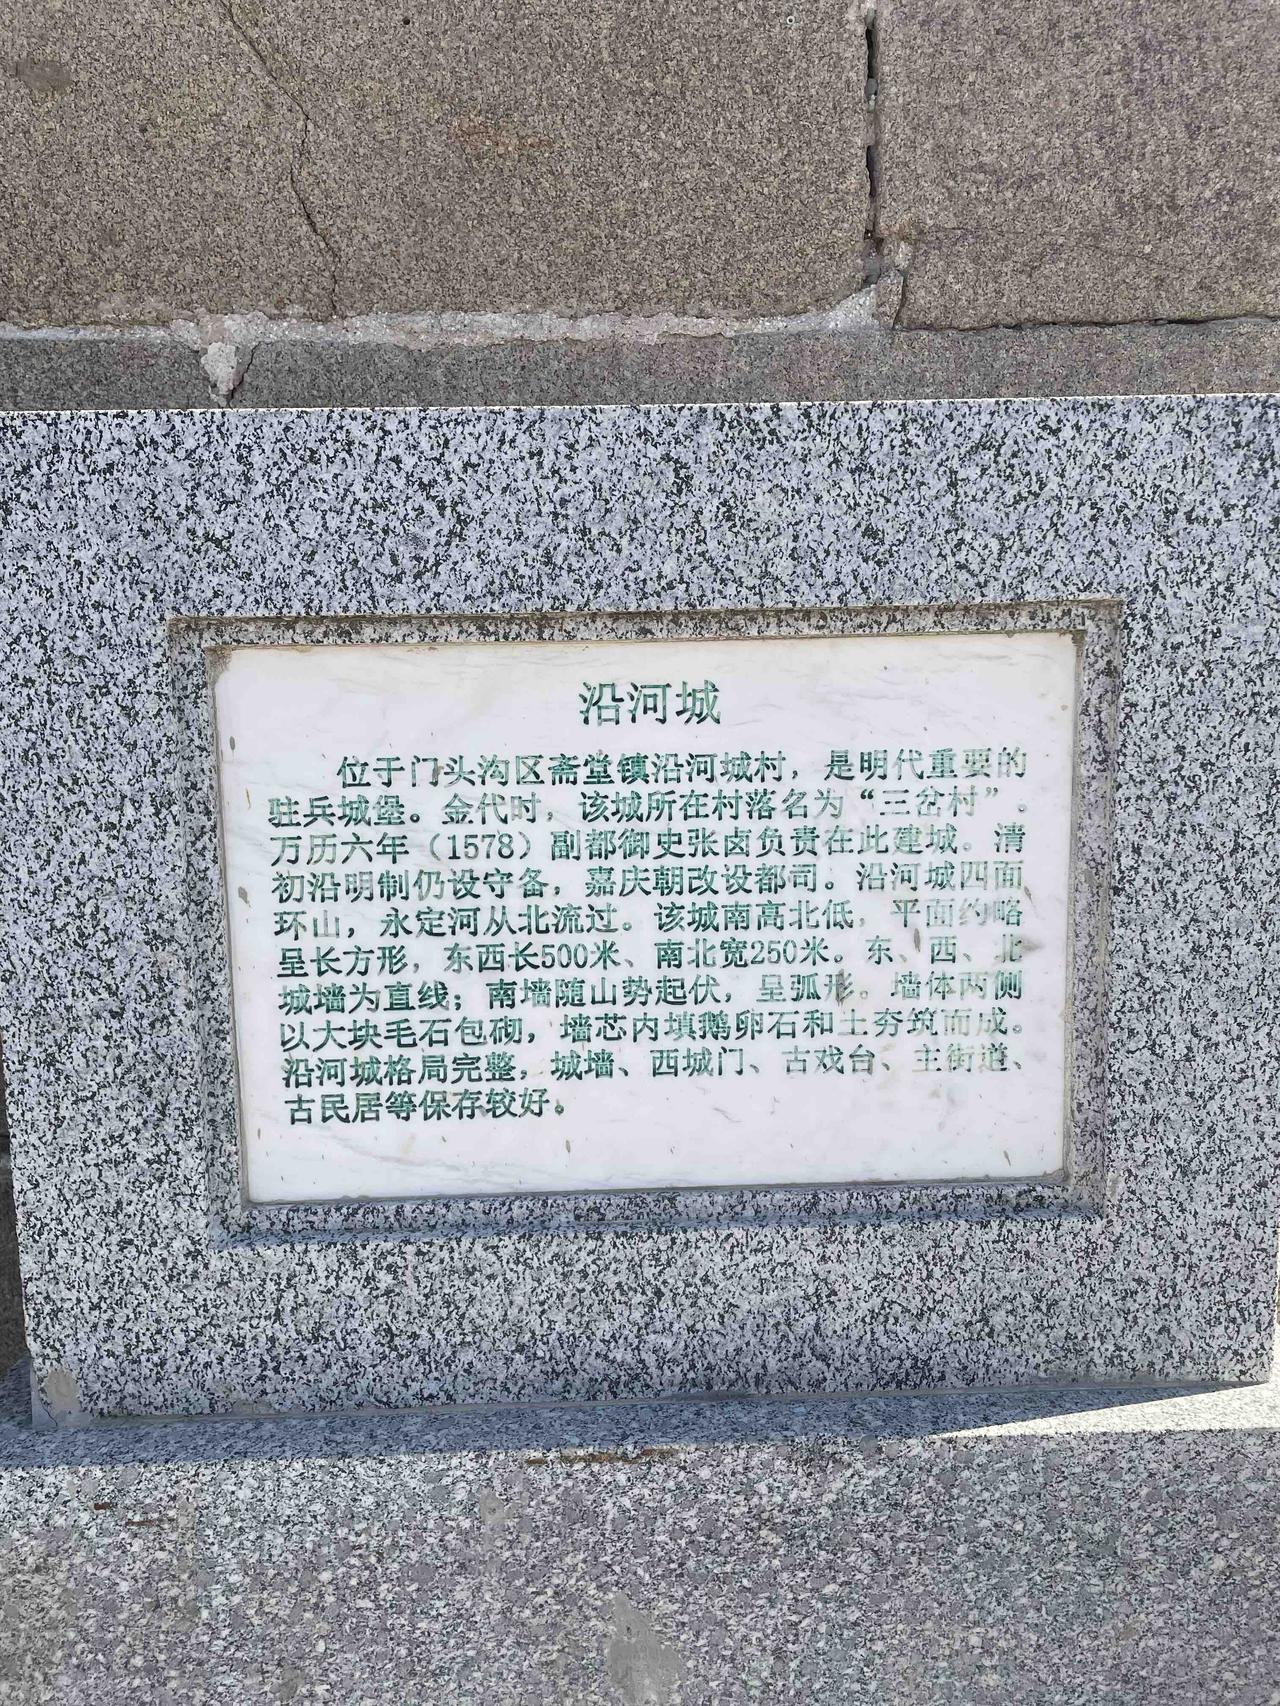 沿河城
位于门头沟区斋堂镇沿河城村，是明代重要的
驻兵城堡。金代时，该城所在村落名为“三岔村”。
万历六年（1578）副都御史张卤负责在此建城。清
初沿明制仍设守备，嘉庆朝改设都司。沿河城四面
环山，永定河从北流过。该城南高北低，平面约略
呈长方形，东西长500米、南北宽250米。东、西、北
城墙为直线；南墙随山势起伏，呈弧形。墙体两侧
以大块毛石包砌，墙芯内填鹅卵石和土夯筑而成。
沿河城格局完整，城墙、西城门、古戏台、主街道、
古民居等保存较好。